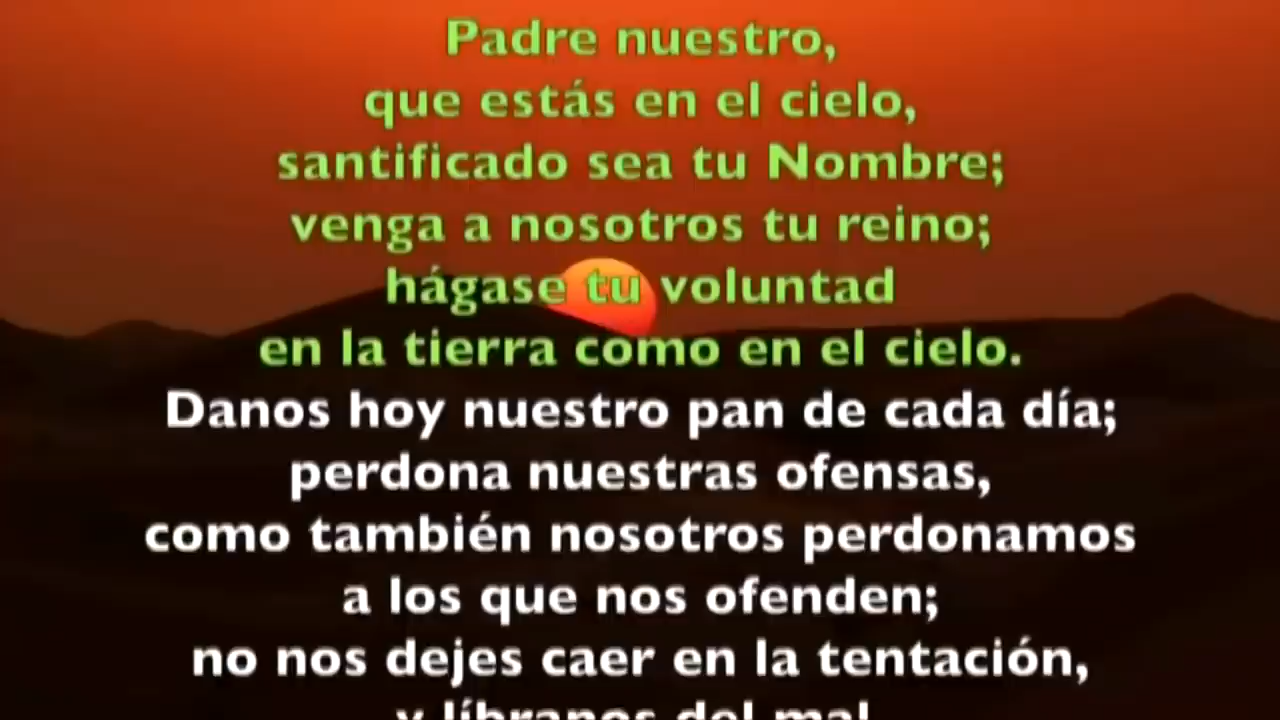 Padre nuestro,
que estás en el cielo,
santificado sea tu Nombre;
venga a nosotros tu reino;
hágase tu voluntad
en la tierra como en el cielo.
Danos hoy nuestro pan de cada día;
perdona nuestras ofensas,
como también nosotros perdonamos
a los que nos ofenden;
no nos dejes caer en la tentación,
y líbranos del mal